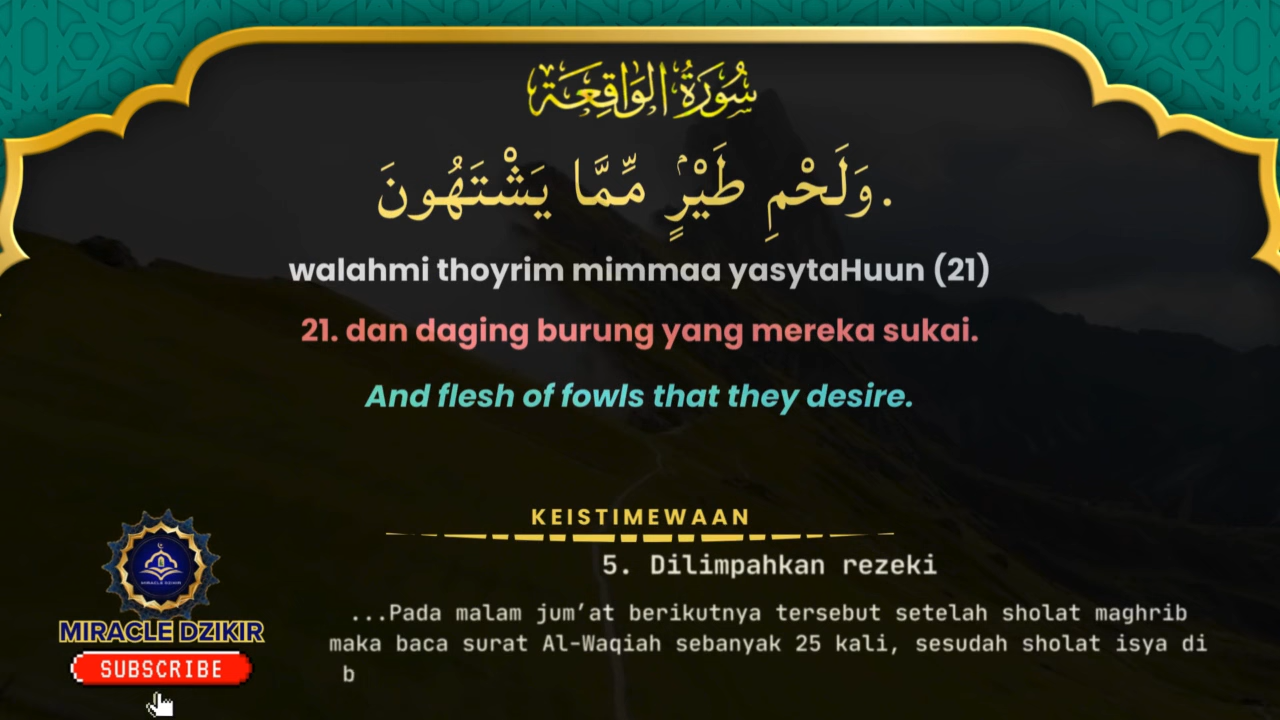 سُورَةُ الوَاقِعَة
وَلَحْمِ طَيْرٍۢ مِّمَّا يَشْتَهُونَ.
walahmi thoyrim mimmaa yasytaHuun (21)
21. dan daging burung yang mereka sukai.
And flesh of fowls that they desire.
KEISTIMEWAAN
5. Dilimpahkan rezeki
...Pada malam jum’at berikutnya tersebut setelah sholat maghrib
maka baca surat Al-Waqiah sebanyak 25 kali, sesudah sholat isya di
b
MIRACLE DZIKIR
MIRACLE DZIKIR
SUBSCRIBE